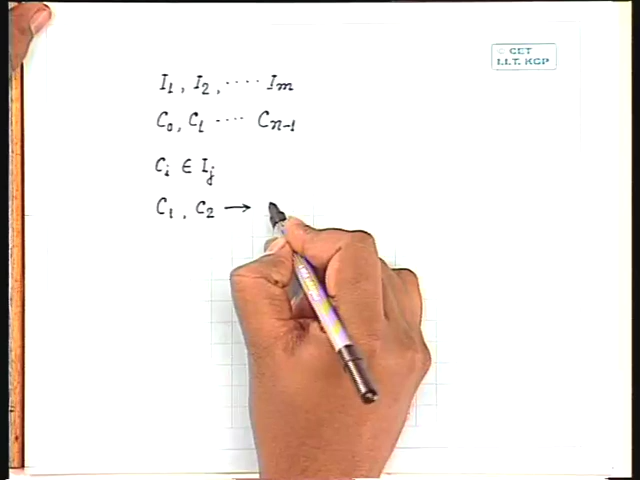 © CET
I.I.T. KGP
I₁, I₂, ···· Iₘ
C₀, C₁ ···· Cₙ₋₁
Cᵢ ∈ Iⱼ
C₁, C₂ →